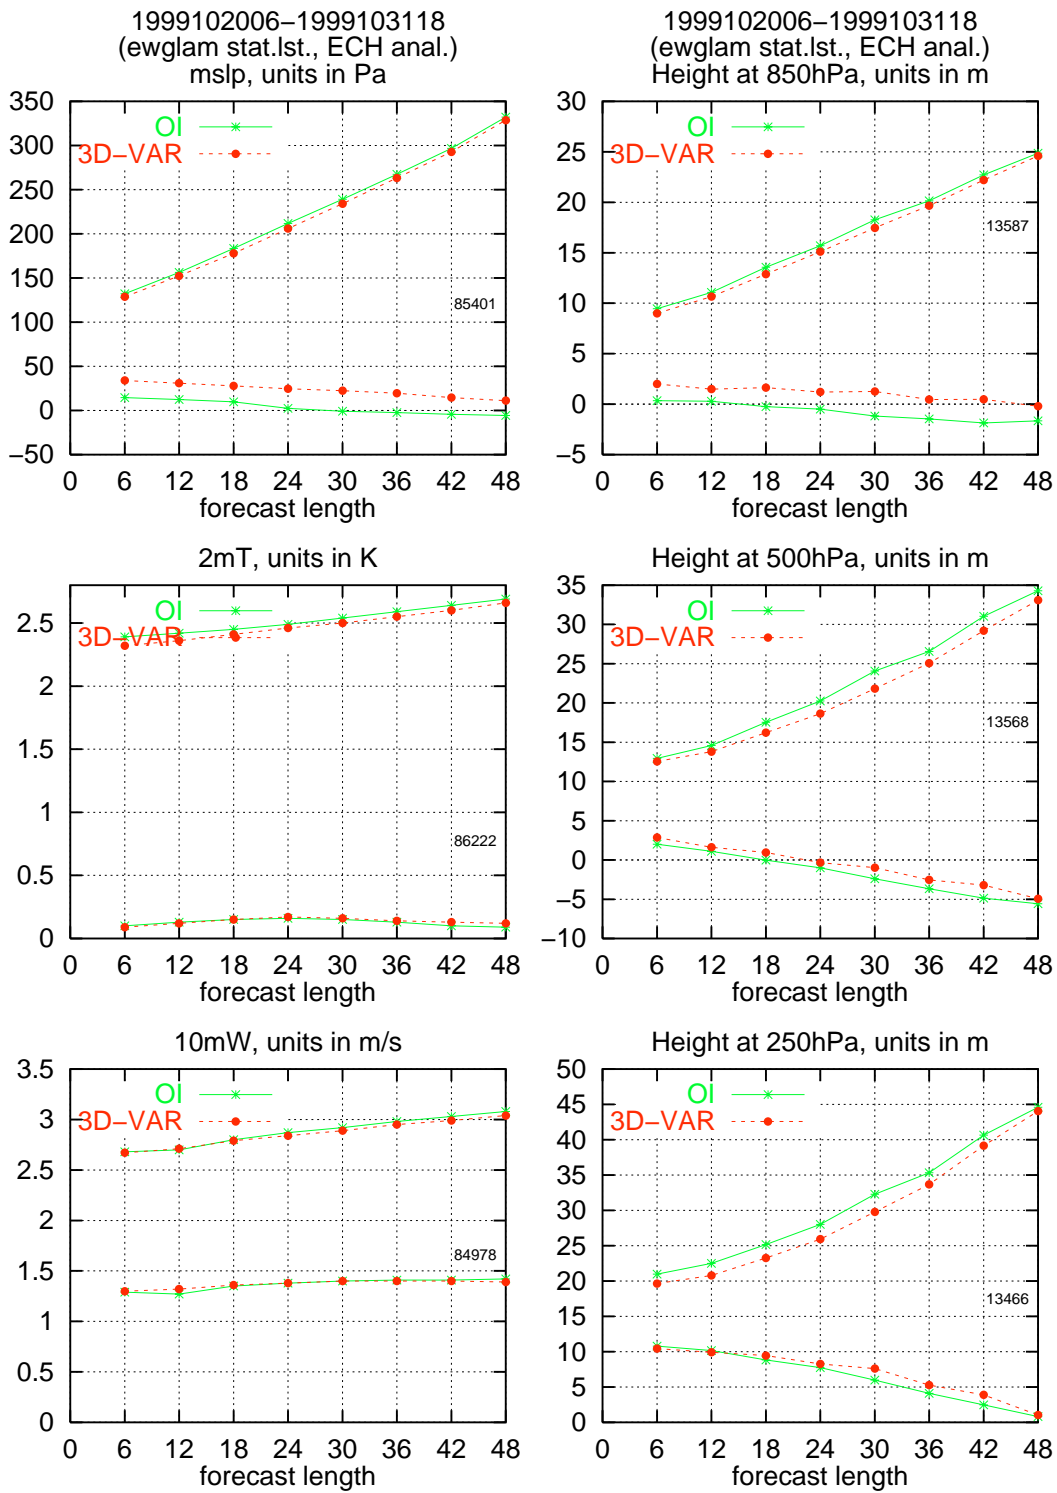 1999102006−1999103118
(ewglam stat.lst., ECH anal.)
mslp, units in Pa
350
300
250
200
150
100
50
0
−50
OI
3D−VAR
85401
0 6 12 18 24 30 36 42 48
forecast length
1999102006−1999103118
(ewglam stat.lst., ECH anal.)
Height at 850hPa, units in m
30
25
20
15
10
5
0
−5
OI
3D−VAR
13587
0 6 12 18 24 30 36 42 48
forecast length
2mT, units in K
2.5
2
1.5
1
0.5
0
OI
3D−VAR
86222
0 6 12 18 24 30 36 42 48
forecast length
Height at 500hPa, units in m
35
30
25
20
15
10
5
0
−5
−10
OI
3D−VAR
13568
0 6 12 18 24 30 36 42 48
forecast length
10mW, units in m/s
3.5
3
2.5
2
1.5
1
0.5
0
OI
3D−VAR
84978
0 6 12 18 24 30 36 42 48
forecast length
Height at 250hPa, units in m
50
45
40
35
30
25
20
15
10
5
0
OI
3D−VAR
13466
0 6 12 18 24 30 36 42 48
forecast length